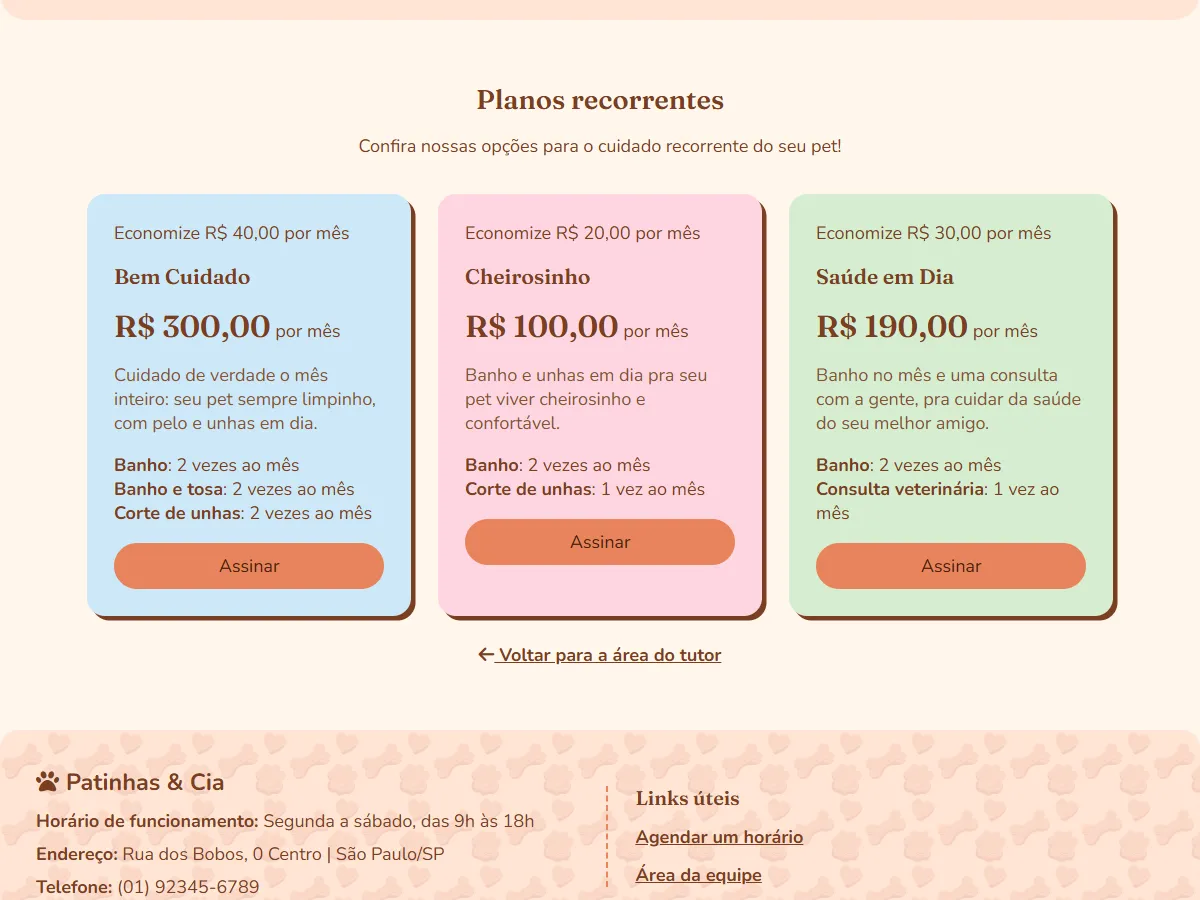 Planos recorrentes
Confira nossas opções para o cuidado recorrente do seu pet!
Economize R$ 40,00 por mês
Bem Cuidado
R$ 300,00 por mês
Cuidado de verdade o mês
inteiro: seu pet sempre limpinho,
com pelo e unhas em dia.
Banho: 2 vezes ao mês
Banho e tosa: 2 vezes ao mês
Corte de unhas: 2 vezes ao mês
Assinar
Economize R$ 20,00 por mês
Cheirosinho
R$ 100,00 por mês
Banho e unhas em dia pra seu
pet viver cheirosinho e
confortável.
Banho: 2 vezes ao mês
Corte de unhas: 1 vez ao mês
Assinar
Economize R$ 30,00 por mês
Saúde em Dia
R$ 190,00 por mês
Banho no mês e uma consulta
com a gente, pra cuidar da saúde
do seu melhor amigo.
Banho: 2 vezes ao mês
Consulta veterinária: 1 vez ao
mês
Assinar
Voltar para a área do tutor
Patinhas & Cia
Horário de funcionamento: Segunda a sábado, das 9h às 18h
Endereço: Rua dos Bobos, 0 Centro | São Paulo/SP
Telefone: (01) 92345-6789
Links úteis
Agendar um horário
Área da equipe